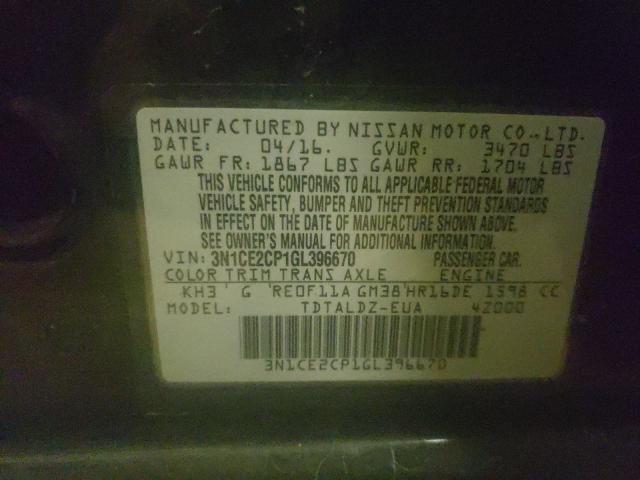 MANUFACTURED BY NISSAN MOTOR CO., LTD.
DATE: 04/16. GVWR: 3470 LBS
GAWR FR: 1867 LBS GAWR RR: 1704 LBS
THIS VEHICLE CONFORMS TO ALL APPLICABLE FEDERAL MOTOR
VEHICLE SAFETY, BUMPER AND THEFT PREVENTION STANDARDS
IN EFFECT ON THE DATE OF MANUFACTURE SHOWN ABOVE.
SEE OWNER'S MANUAL FOR ADDITIONAL INFORMATION.
VIN: 3N1CE2CP1GL396670 PASSENGER CAR.
COLOR TRIM TRANS AXLE ENGINE
KH3 G RE0F11A GM38 HR16DE 1598 CC
MODEL: TDTALDZ-EUA 4Z000
3N1CE2CP1GL396670